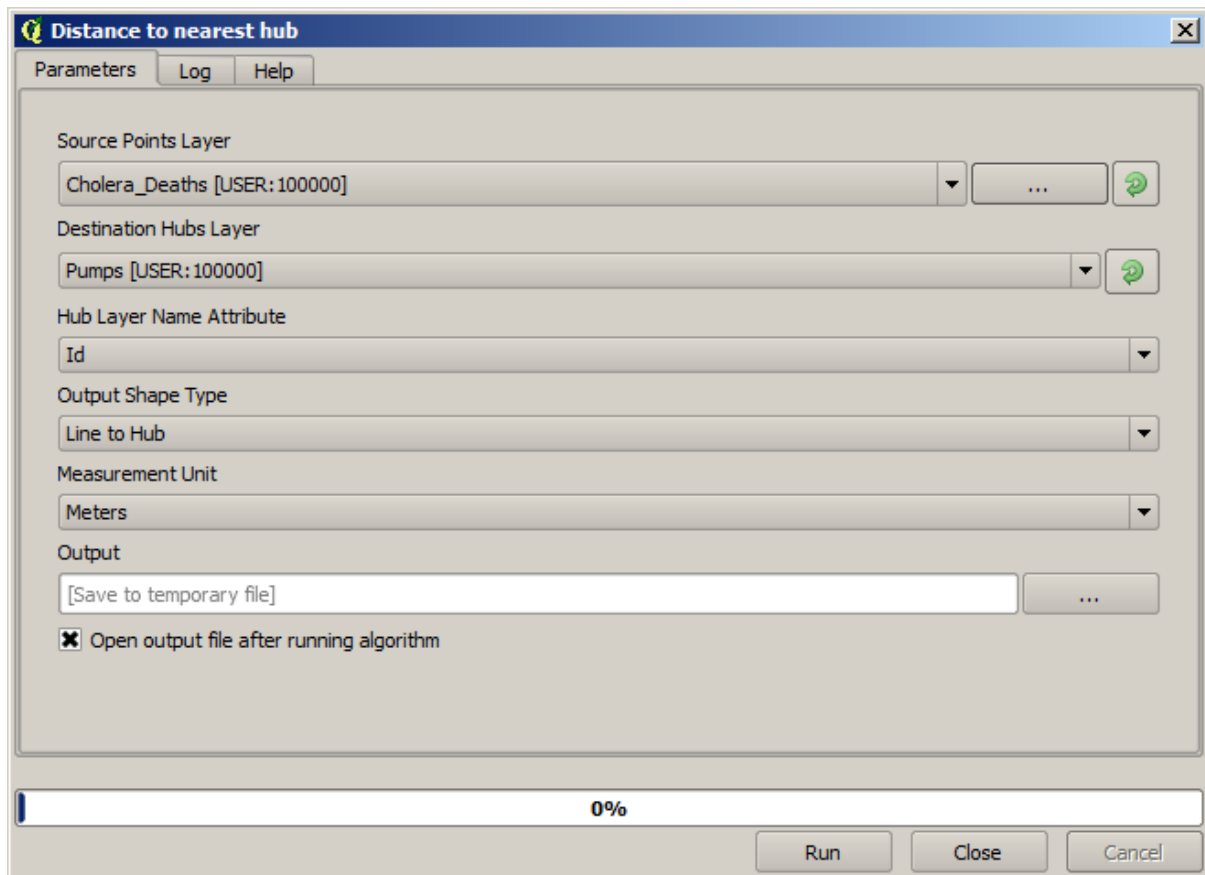 Distance to nearest hub
Parameters Log Help
Source Points Layer
Cholera_Deaths [USER:100000]
...
Destination Hubs Layer
Pumps [USER:100000]
Hub Layer Name Attribute
Id
Output Shape Type
Line to Hub
Measurement Unit
Meters
Output
[Save to temporary file]
...
Open output file after running algorithm
0%
Run Close Cancel